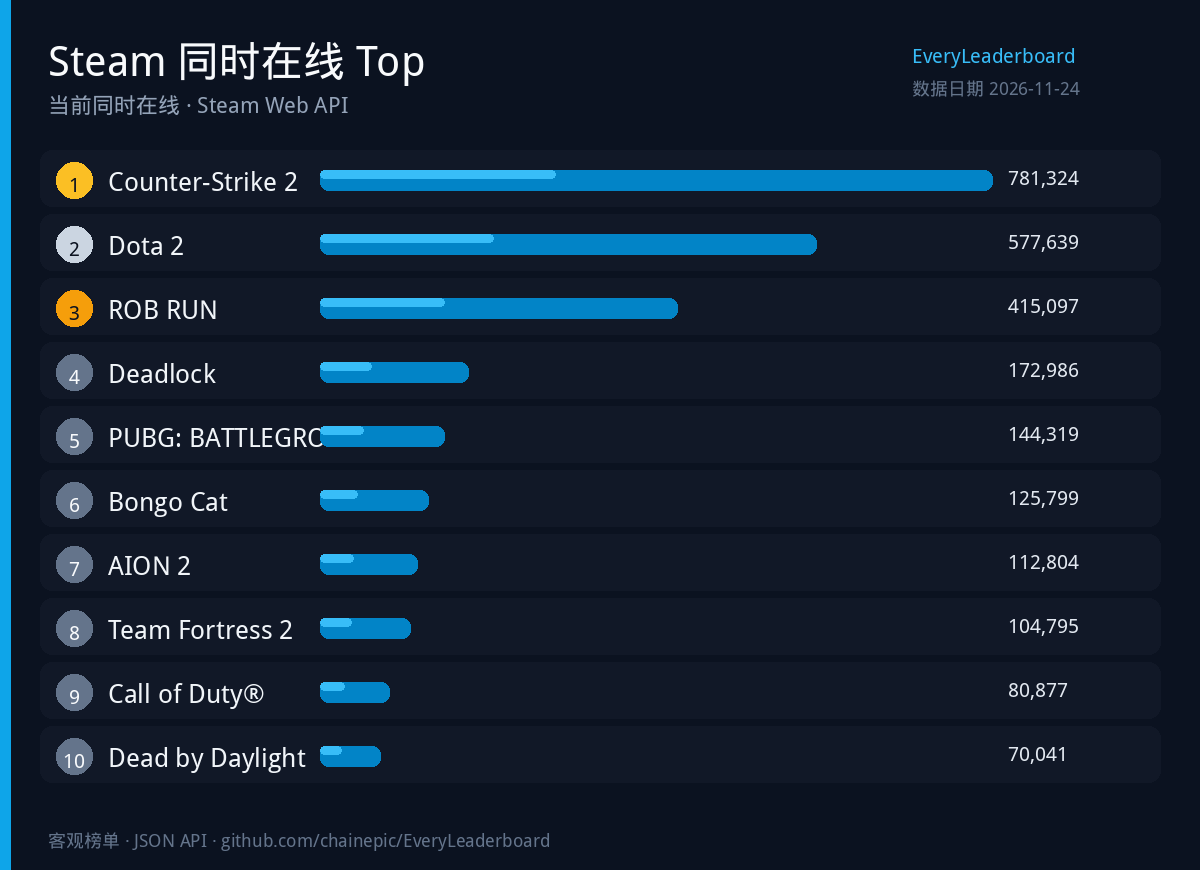 Steam 同时在线 Top
EveryLeaderboard
当前同时在线 · Steam Web API
数据日期 2026-11-24
1 Counter-Strike 2 781,324
2 Dota 2 577,639
3 ROB RUN 415,097
4 Deadlock 172,986
5 PUBG: BATTLEGRO 144,319
6 Bongo Cat 125,799
7 AION 2 112,804
8 Team Fortress 2 104,795
9 Call of Duty® 80,877
10 Dead by Daylight 70,041
客观榜单 · JSON API · github.com/chainepic/EveryLeaderboard